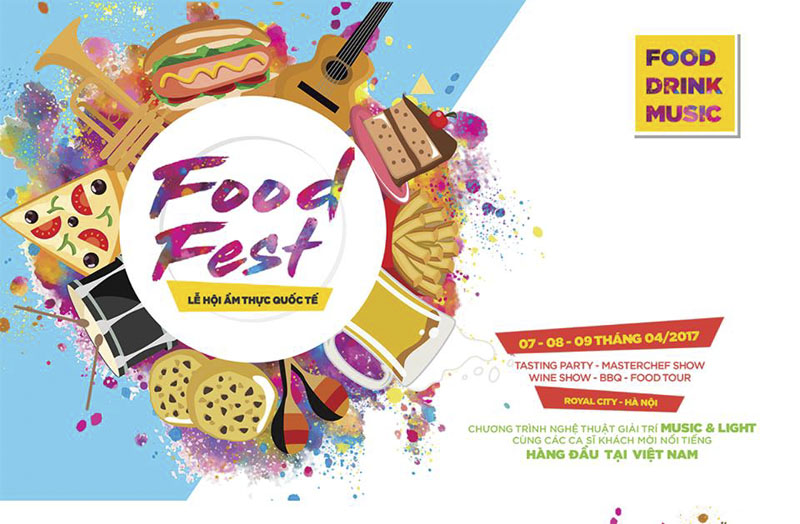 FOOD
DRINK
MUSIC
Food
Fest
LỄ HỘI ẨM THỰC QUỐC TẾ
07 - 08 - 09 THÁNG 04/2017
TASTING PARTY - MASTERCHEF SHOW
WINE SHOW - BBQ - FOOD TOUR
ROYAL CITY - HÀ NỘI
CHƯƠNG TRÌNH NGHỆ THUẬT GIẢI TRÍ MUSIC & LIGHT
CÙNG CÁC CA SĨ KHÁCH MỜI NỔI TIẾNG
HÀNG ĐẦU TẠI VIỆT NAM